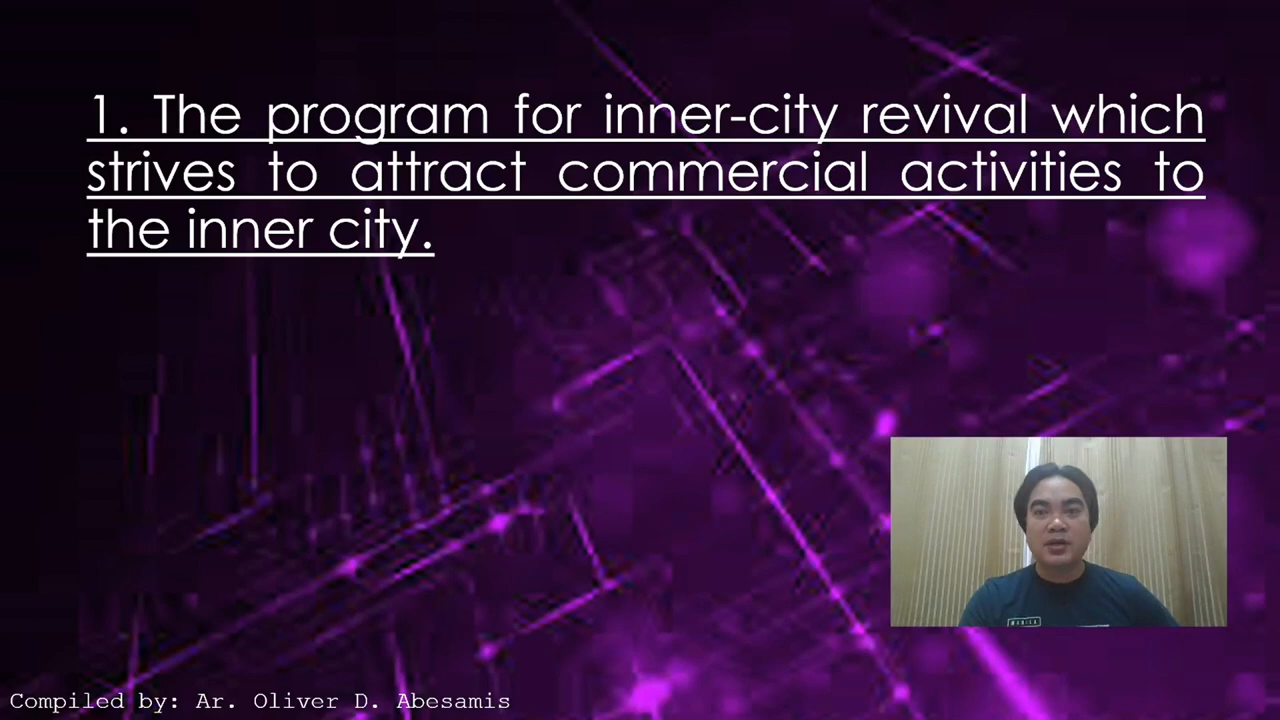 1. The program for inner-city revival which
strives to attract commercial activities to
the inner city.
MANILA
Compiled by: Ar. Oliver D. Abesamis